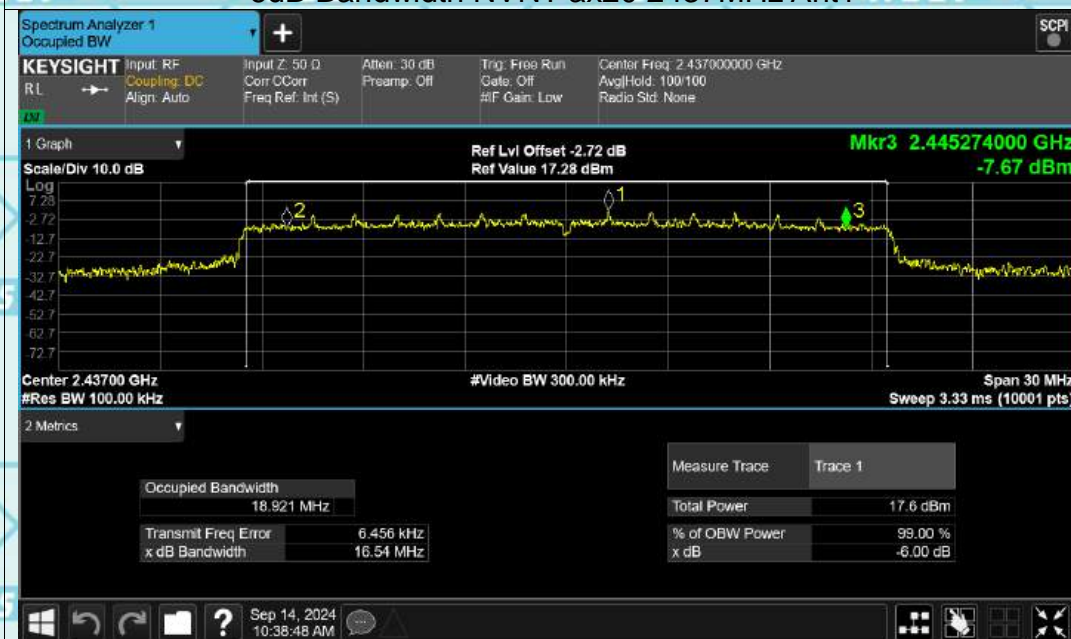 -6dB Bandwidth NVNT ax20 2437MHz Ant1
Spectrum Analyzer 1
Occupied BW
+
SCPI
KEYSIGHT Input: RF Input Z: 50 Ω Atten: 30 dB Trig: Free Run Center Freq: 2.437000000 GHz
RL Coupling: DC Corr CCorr Preamp: Off Gate: Off Avg|Hold: 100/100
Align: Auto Freq Ref: Int (S) #IF Gain: Low Radio Std: None
1 Graph Ref Lvl Offset -2.72 dB Mkr3 2.445274000 GHz
Scale/Div 10.0 dB Ref Value 17.28 dBm -7.67 dBm
Log
7.28
-2.72
-12.7
-22.7
-32.7
-42.7
-52.7
-62.7
-72.7
2
1
3
Center 2.43700 GHz #Video BW 300.00 kHz Span 30 MHz
#Res BW 100.00 kHz Sweep 3.33 ms (10001 pts)
2 Metrics
Measure Trace Trace 1
Occupied Bandwidth
18.921 MHz Total Power 17.6 dBm
Transmit Freq Error 6.456 kHz % of OBW Power 99.00 %
x dB Bandwidth 16.54 MHz x dB -6.00 dB
? Sep 14, 2024
10:38:48 AM